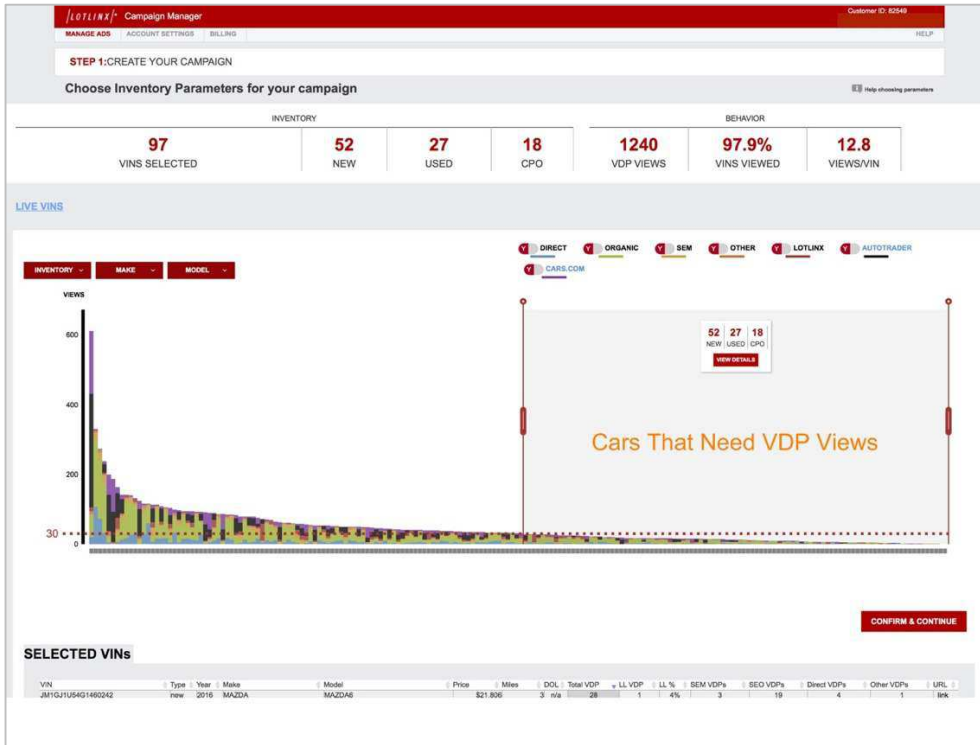 [LOTLINX]* Campaign Manager
Customer ID: 82549
MANAGE ADS ACCOUNT SETTINGS BILLING HELP
STEP 1:CREATE YOUR CAMPAIGN
Choose Inventory Parameters for your campaign
Help choosing parameters
INVENTORY BEHAVIOR
97 52 27 18 1240 97.9% 12.8
VINS SELECTED NEW USED CPO VDP VIEWS VINS VIEWED VIEWS/VIN
LIVE VINS
Y DIRECT Y ORGANIC Y SEM Y OTHER Y LOTLINX Y AUTOTRADER
INVENTORY MAKE MODEL Y CARS.COM
VIEWS
600
52 27 18
NEW USED CPO
VIEW DETAILS
400
Cars That Need VDP Views
200
30
0
CONFIRM & CONTINUE
SELECTED VINs
VIN Type Year Make Model Price Miles DOL Total VDP LL VDP LL % SEM VDPs SEO VDPs Direct VDPs Other VDPs URL
JM1GJ1U54G1460242 new 2016 MAZDA MAZDA6 $21.806 3 n/a 28 1 4% 3 19 4 1 link